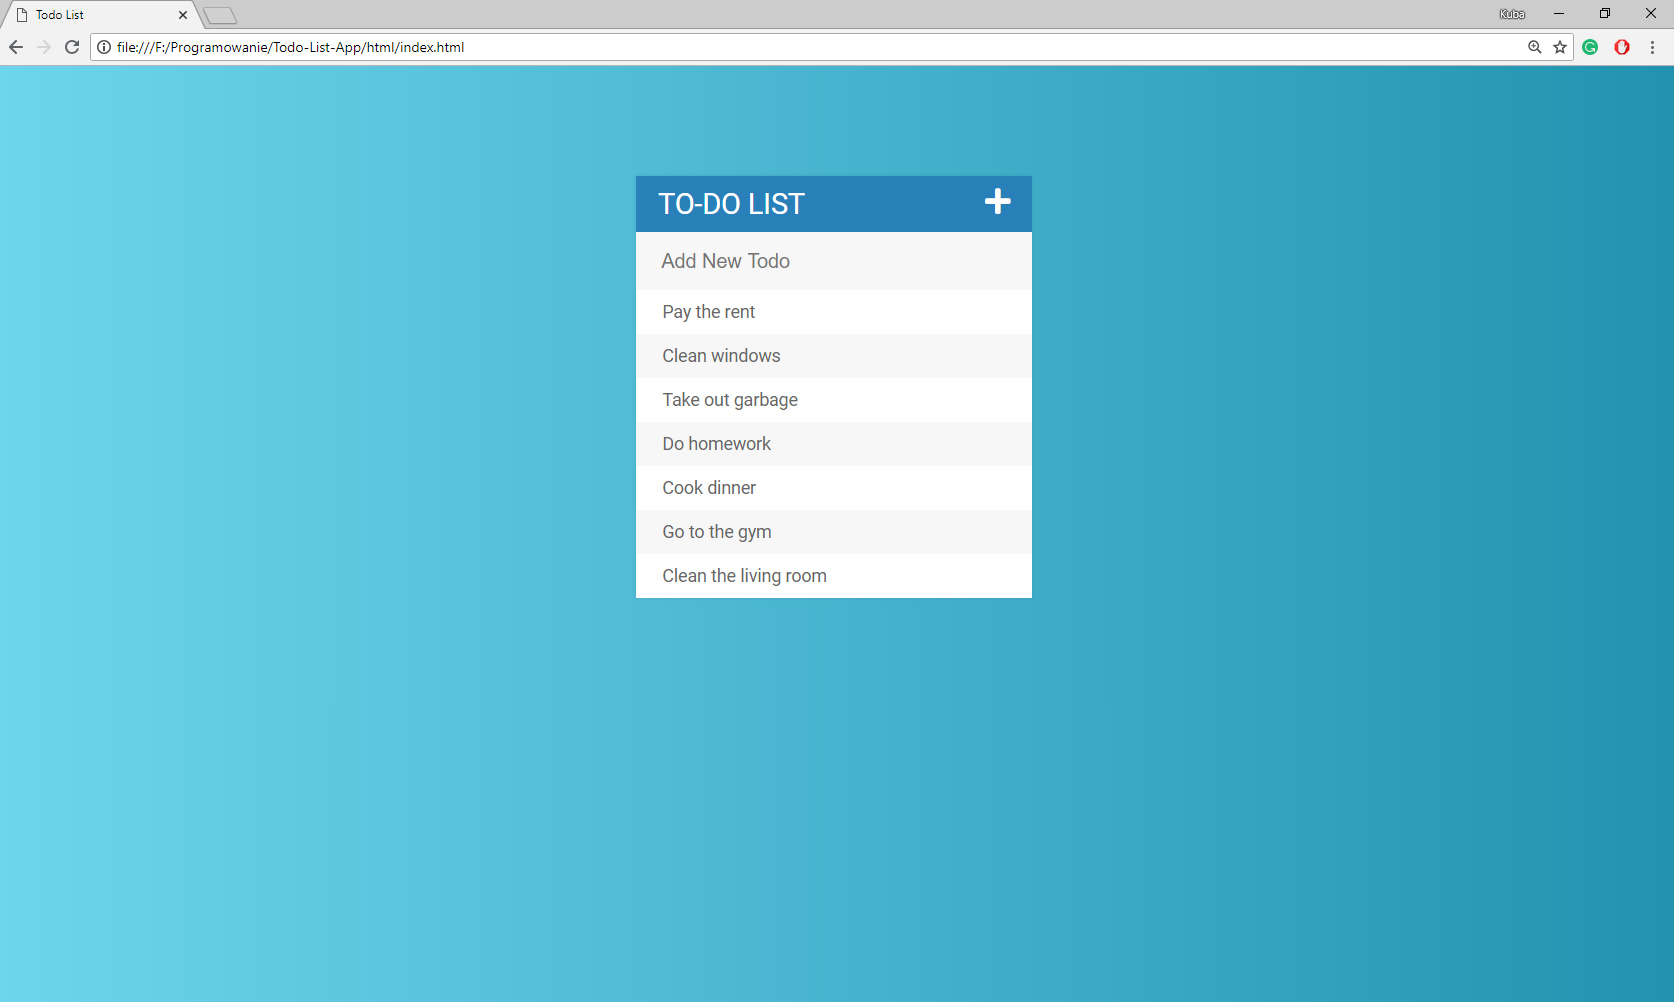 Todo List
Kuba
file:///F:/Programowanie/Todo-List-App/html/index.html
TO-DO LIST
Add New Todo
Pay the rent
Clean windows
Take out garbage
Do homework
Cook dinner
Go to the gym
Clean the living room